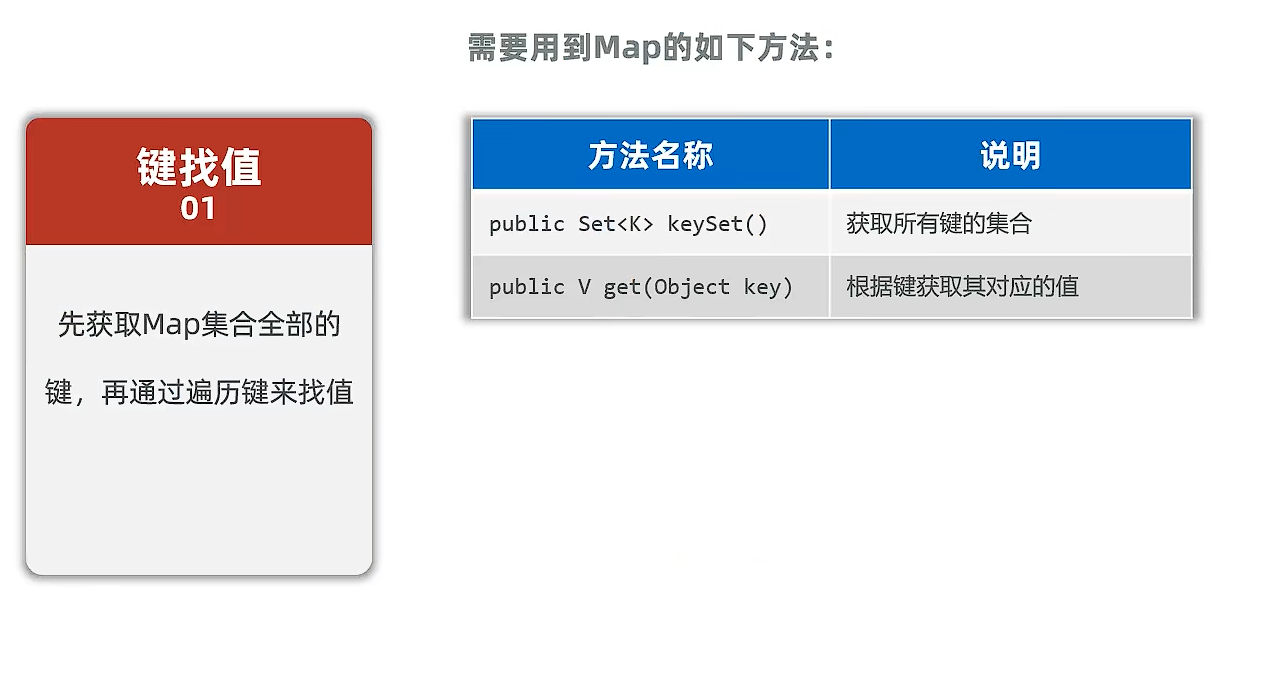 需要用到Map的如下方法：
键找值
01
先获取Map集合全部的
键，再通过遍历键来找值
方法名称 说明
public Set<K> keySet() 获取所有键的集合
public V get(Object key) 根据键获取其对应的值